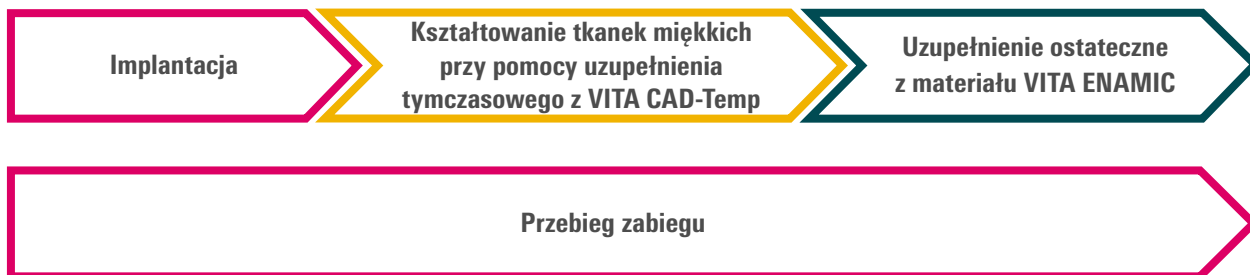 Implantacja
Kształtowanie tkanek miękkich
przy pomocy uzupełnienia
tymczasowego z VITA CAD-Temp
Uzupełnienie ostateczne
z materiału VITA ENAMIC
Przebieg zabiegu